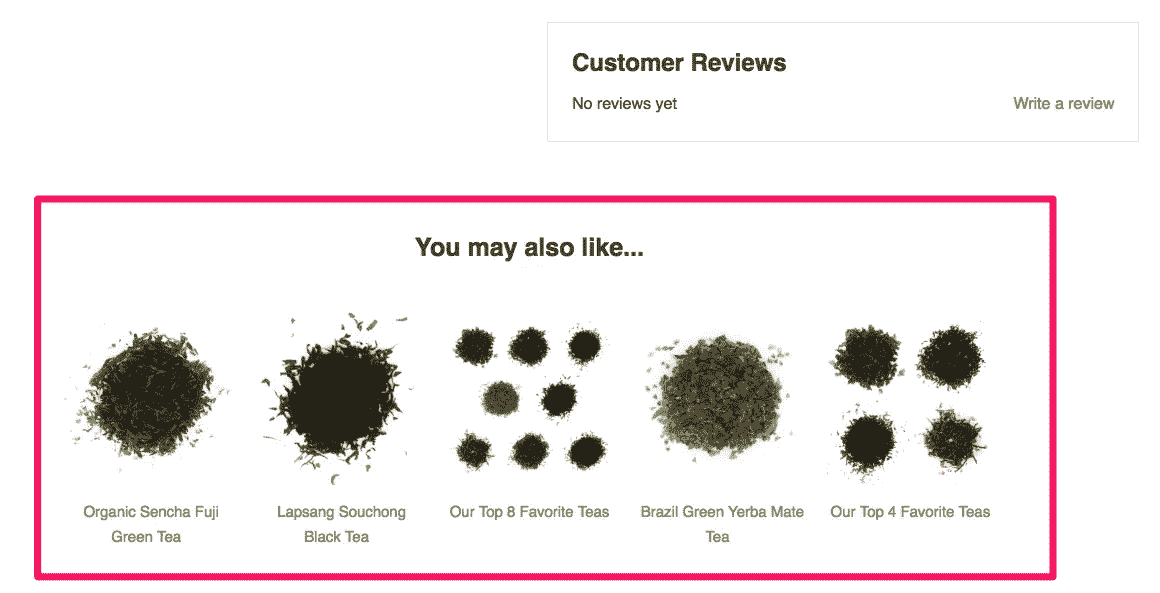 Customer Reviews
No reviews yet
Write a review
You may also like...
Organic Sencha Fuji
Green Tea
Lapsang Souchong
Black Tea
Our Top 8 Favorite Teas
Brazil Green Yerba Mate
Tea
Our Top 4 Favorite Teas